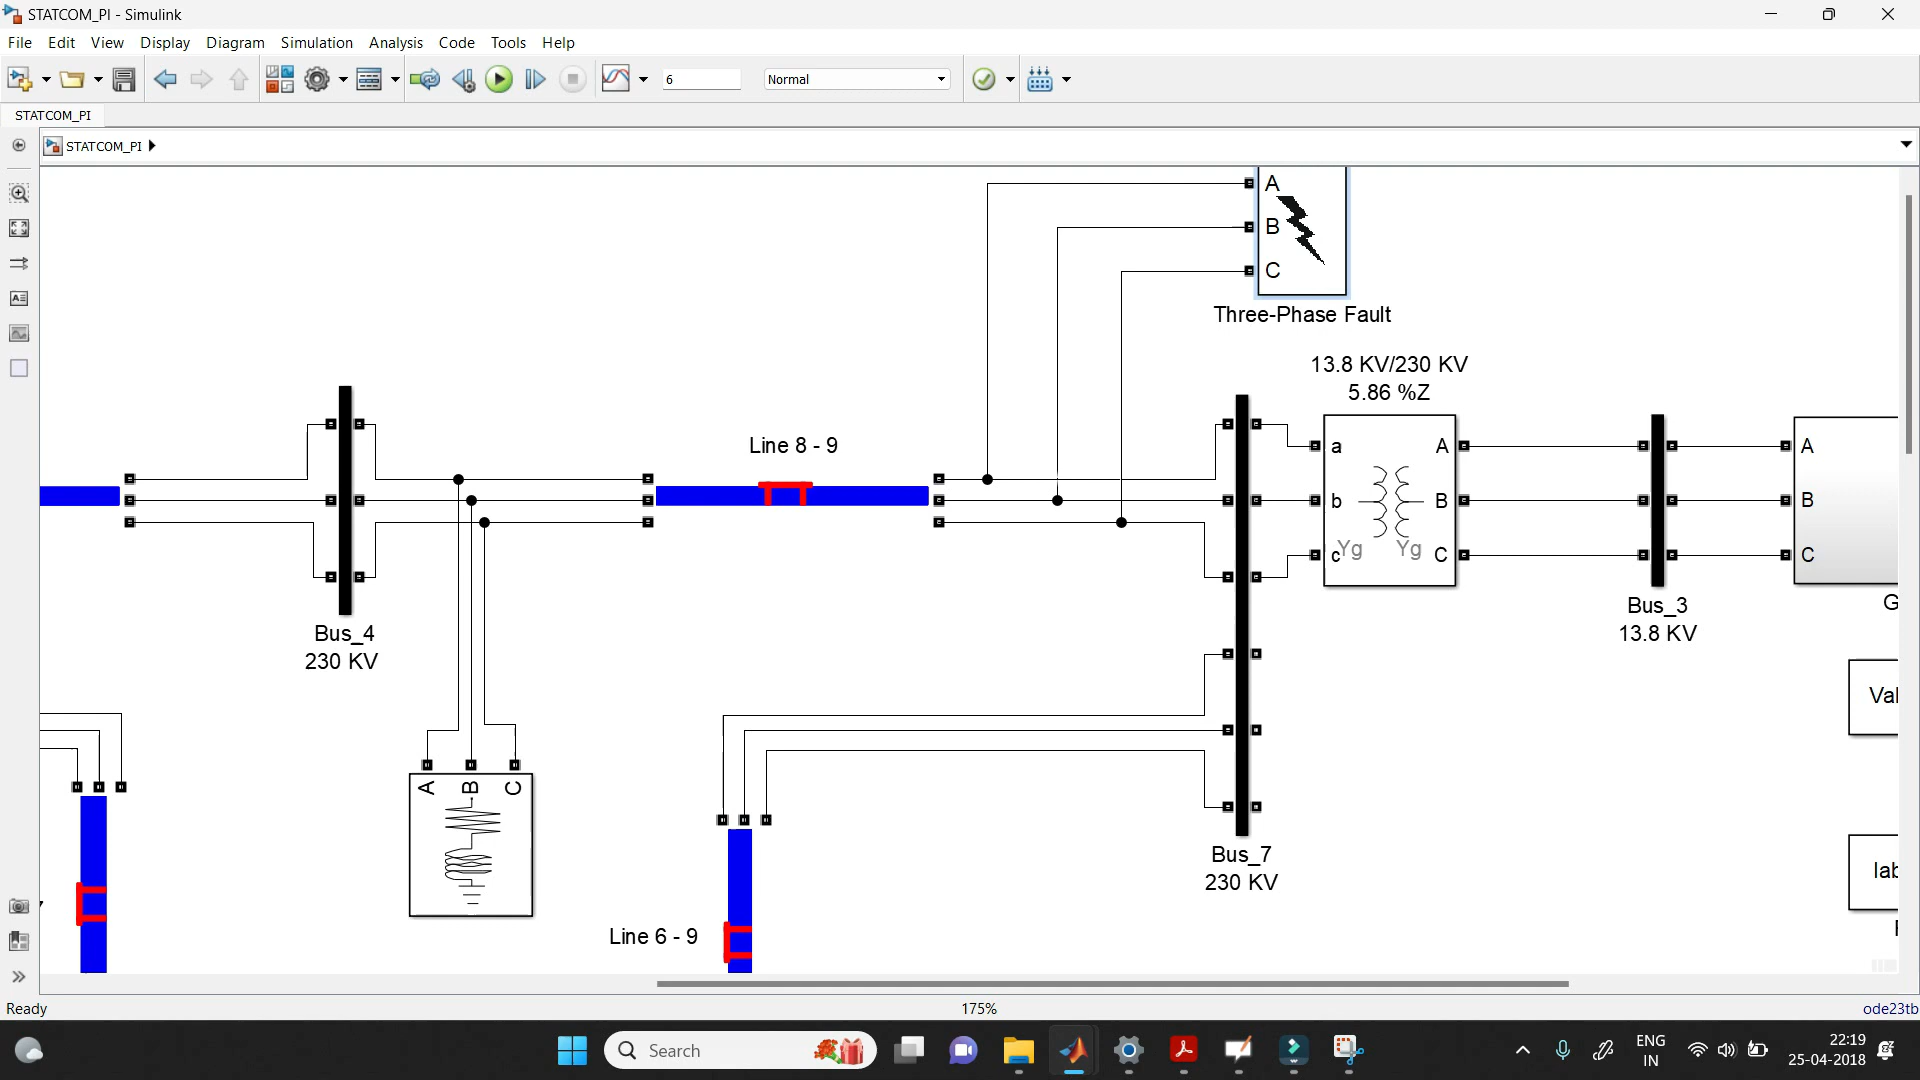 STATCOM_PI - Simulink
File Edit View Display Diagram Simulation Analysis Code Tools Help
6
Normal
STATCOM_PI
STATCOM_PI
A
B
C
Three-Phase Fault
13.8 KV/230 KV
5.86 %Z
Line 8 - 9
a A A
b B B
c Yg Yg C C
Bus_4
230 KV
Bus_3
13.8 KV
G
Val
A B C
lab
Bus_7
230 KV
Line 6 - 9
Ready 175% ode23tb
Search
ENG
IN
22:19
25-04-2018